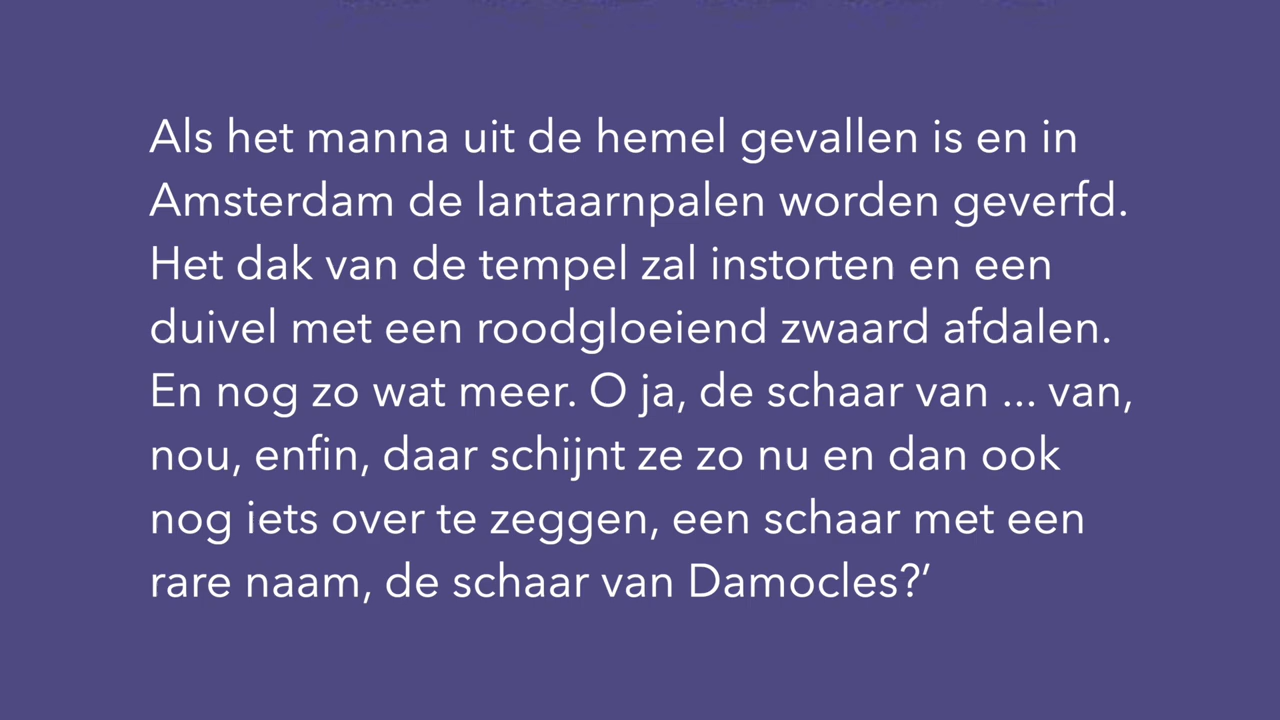 Als het manna uit de hemel gevallen is en in
Amsterdam de lantaarnpalen worden geverfd.
Het dak van de tempel zal instorten en een
duivel met een roodgloeiend zwaard afdalen.
En nog zo wat meer. O ja, de schaar van ... van,
nou, enfin, daar schijnt ze zo nu en dan ook
nog iets over te zeggen, een schaar met een
rare naam, de schaar van Damocles?’